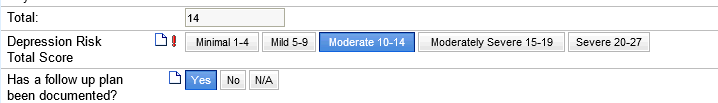 Total: 14
Depression Risk Minimal 1-4 Mild 5-9 Moderate 10-14 Moderately Severe 15-19 Severe 20-27
Total Score
Has a follow up plan Yes No N/A
been documented?